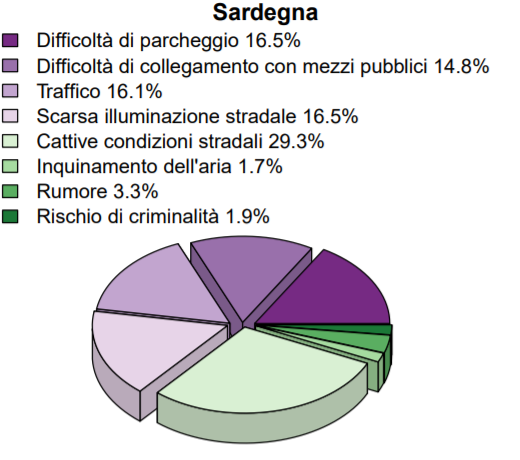 Sardegna
Difficoltà di parcheggio 16.5%
Difficoltà di collegamento con mezzi pubblici 14.8%
Traffico 16.1%
Scarsa illuminazione stradale 16.5%
Cattive condizioni stradali 29.3%
Inquinamento dell'aria 1.7%
Rumore 3.3%
Rischio di criminalità 1.9%